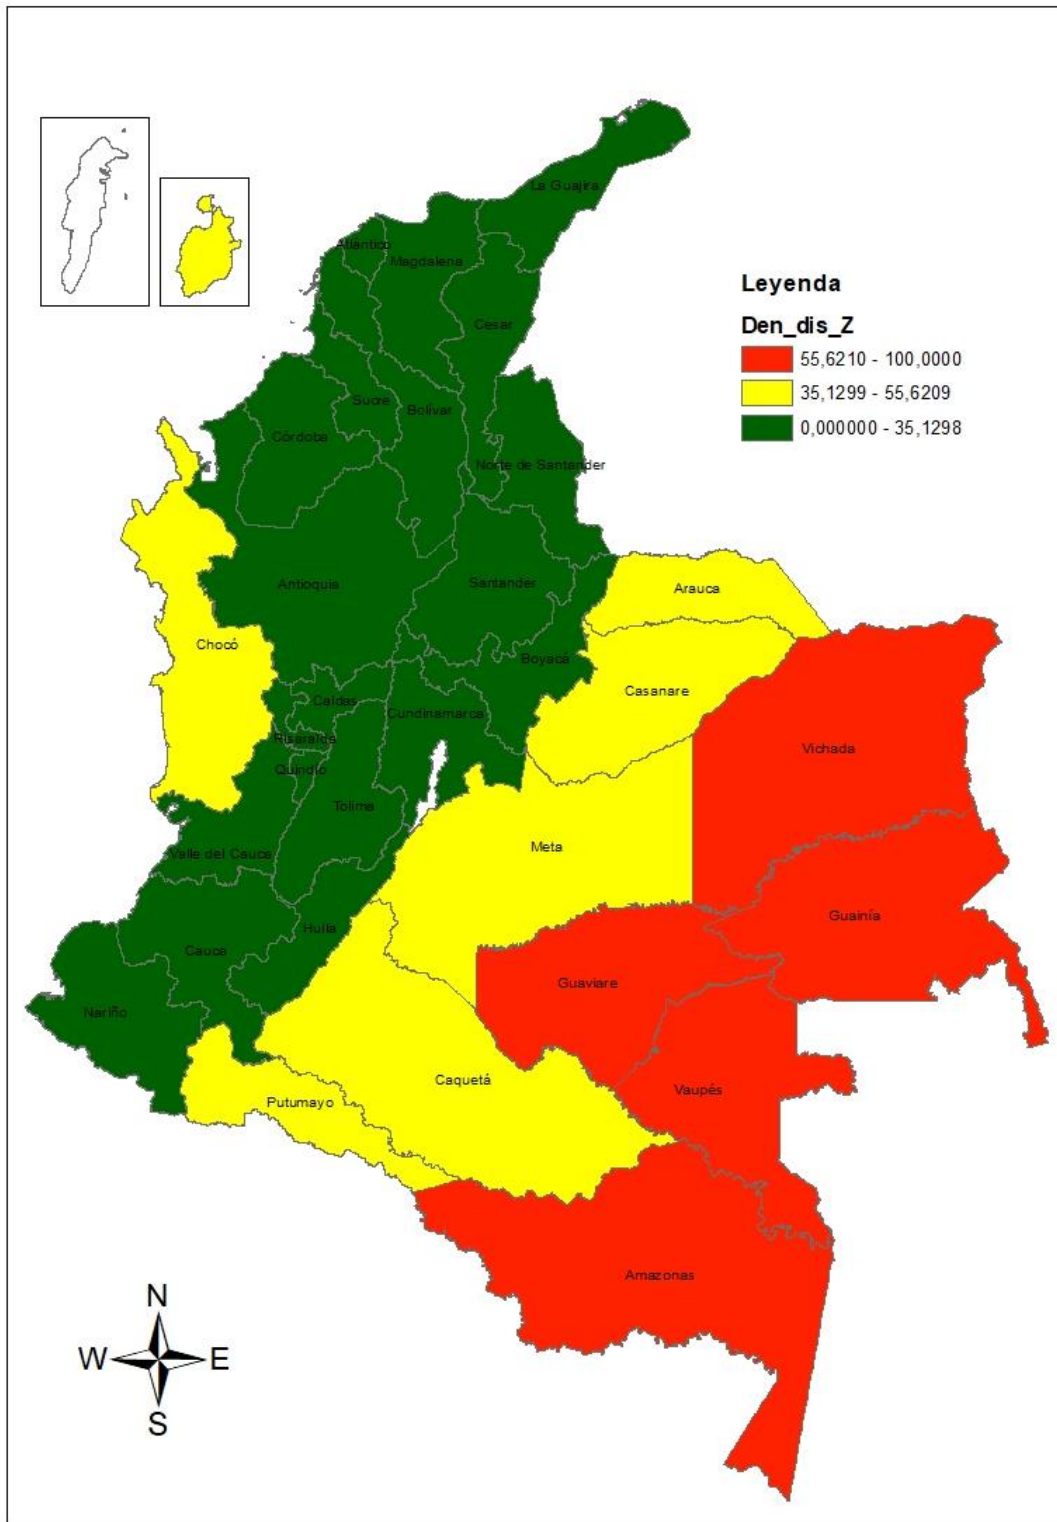 La Guajira
Atlántico
Magdalena
Leyenda
Den_dis_Z
55,6210 - 100,0000
35,1299 - 55,6209
0,000000 - 35,1298
Cesar
Sucre
Bolívar
Córdoba
Norte de Santander
Antioquia
Santander
Arauca
Chocó
Boyacá
Casanare
Caldas
Cundinamarca
Risaralda
Vichada
Quindío
Tolima
Meta
Valle del Cauca
Guainía
Huila
Cauca
Guaviare
Nariño
Caquetá
Vaupés
Putumayo
Amazonas
N
W E
S